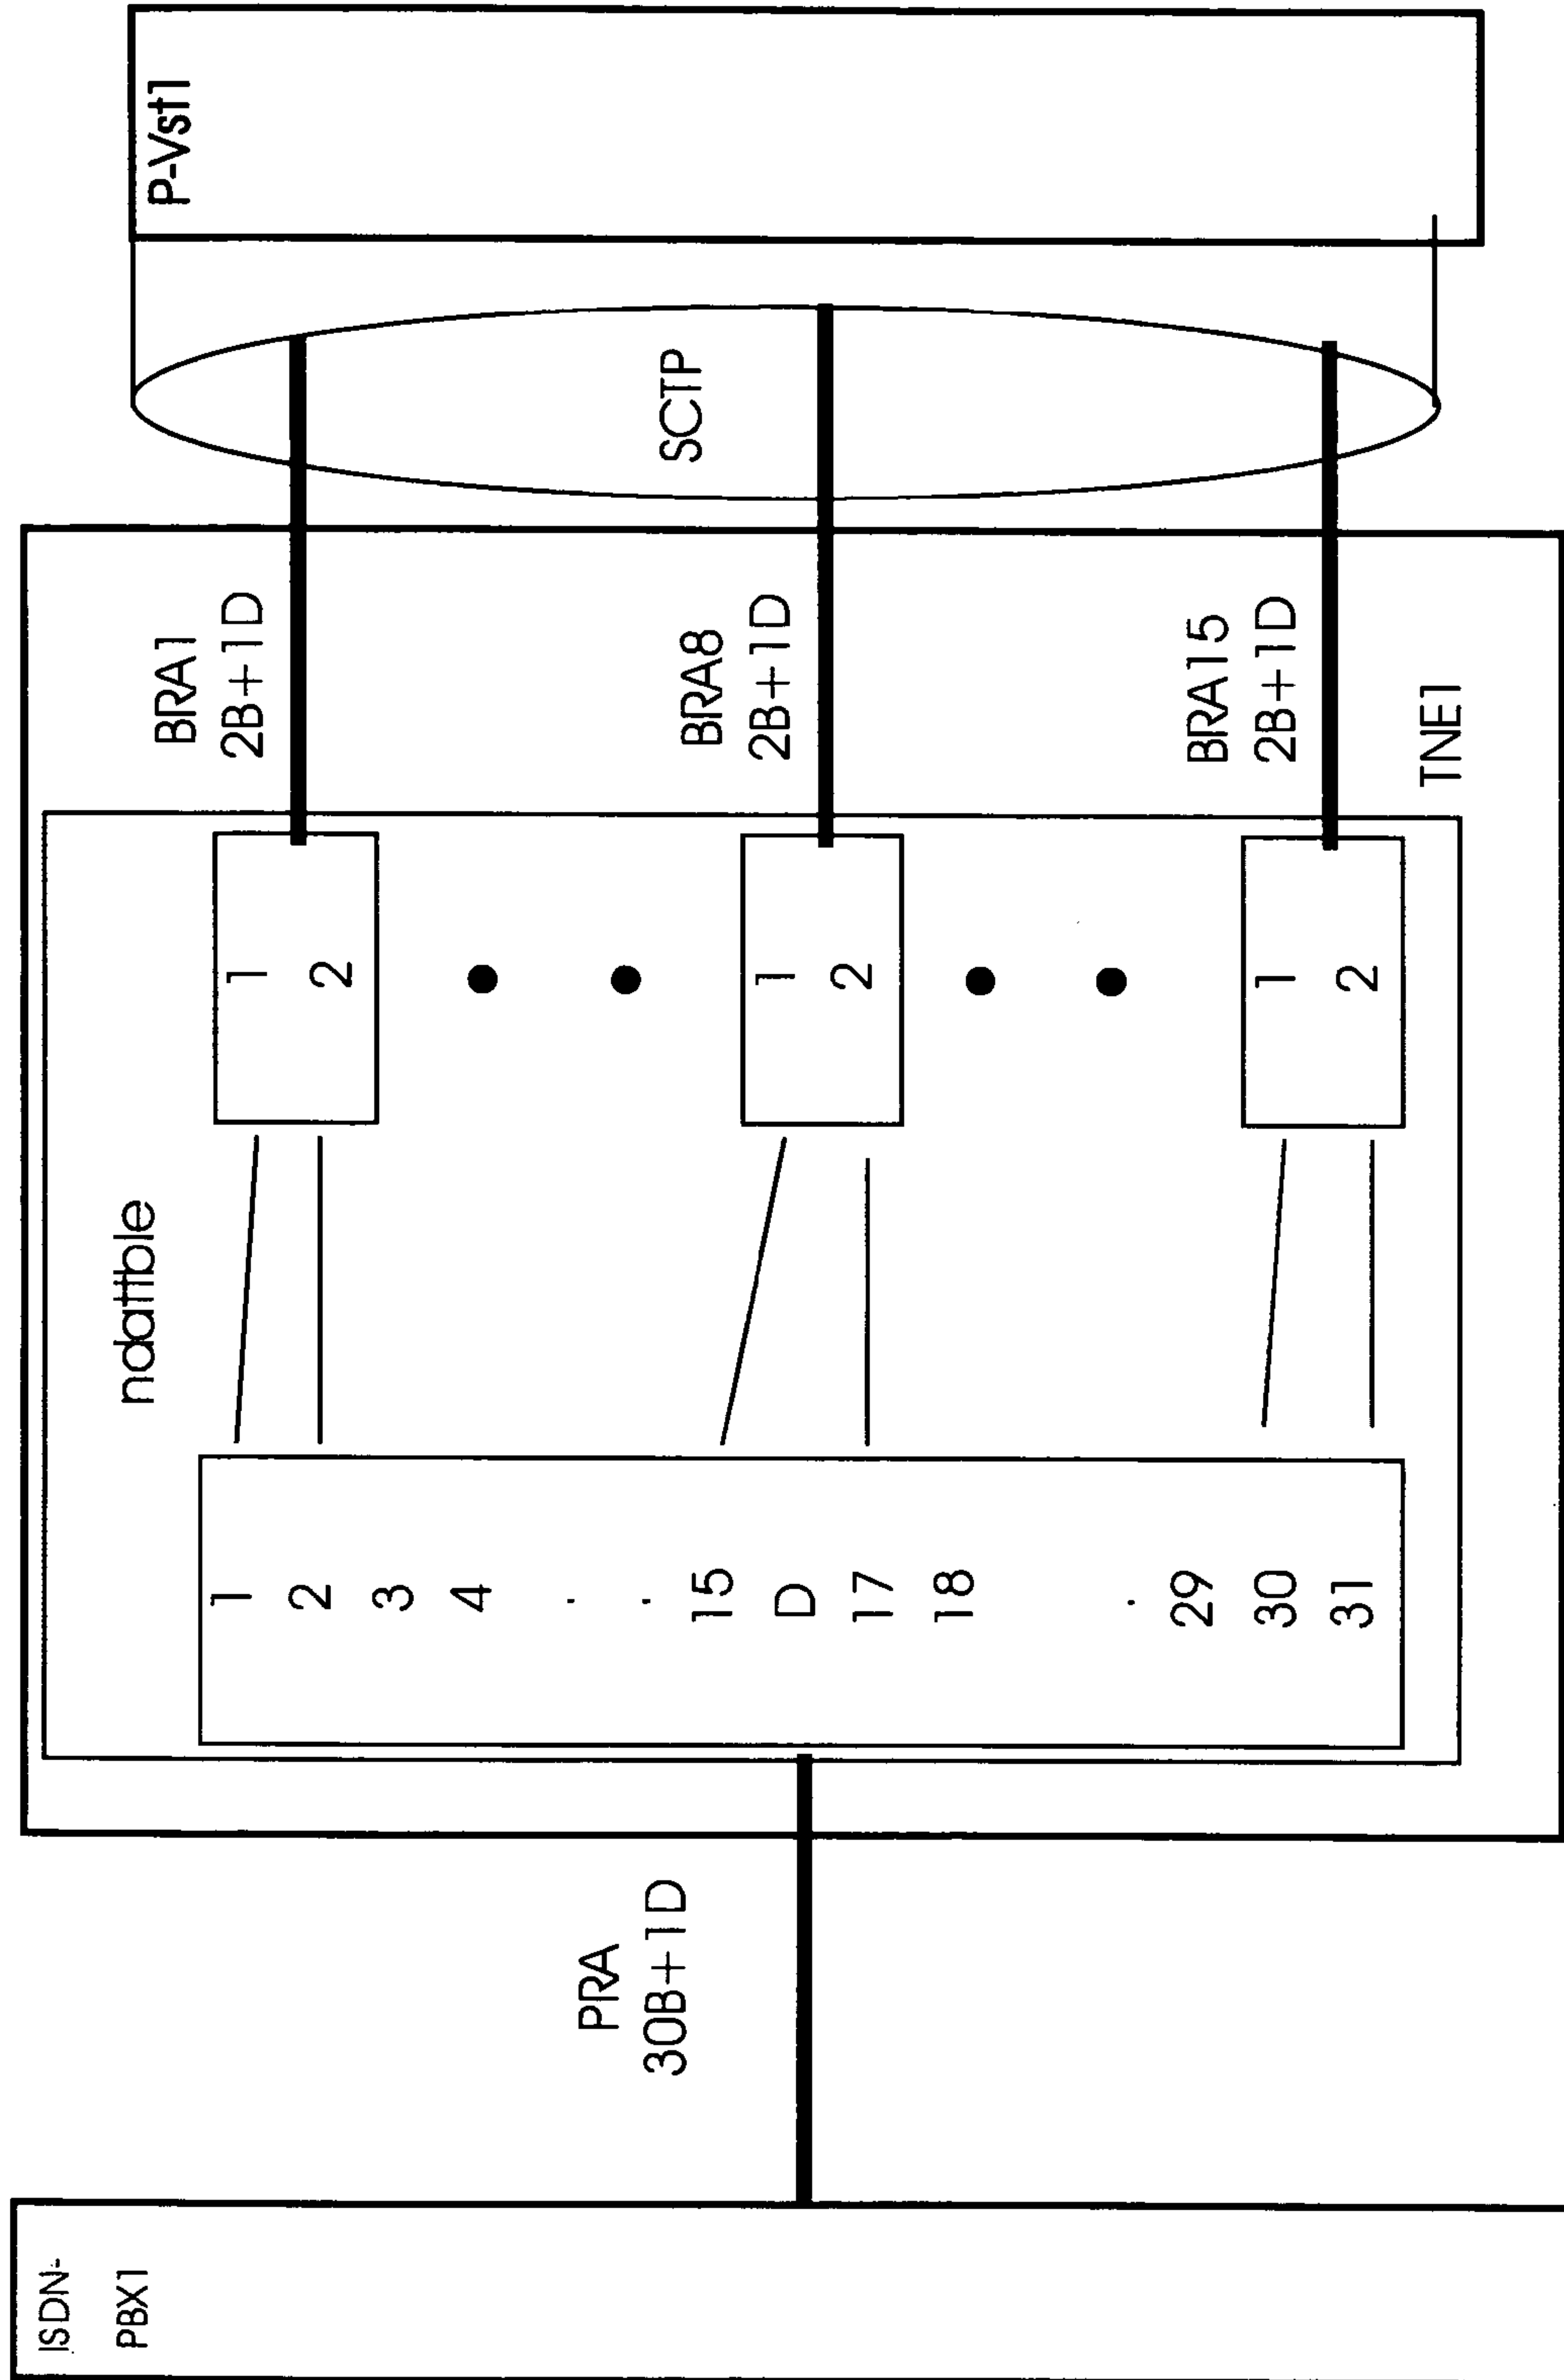 ISDN-
PBX1
PRA
30B+1D
ndattble
1
2
3
4
.
.
15
D
17
18
.
29
30
31
1
2
1
2
1
2
BRA1
2B+1D
BRA8
2B+1D
BRA15
2B+1D
TNE1
SCTP
P-Vst1